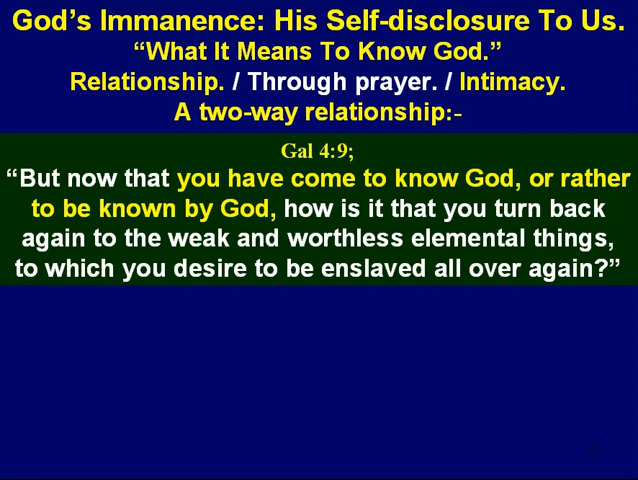 God’s Immanence: His Self-disclosure To Us.
“What It Means To Know God.”
Relationship. / Through prayer. / Intimacy.
A two-way relationship:-
Gal 4:9;
“But now that you have come to know God, or rather
to be known by God, how is it that you turn back
again to the weak and worthless elemental things,
to which you desire to be enslaved all over again?”